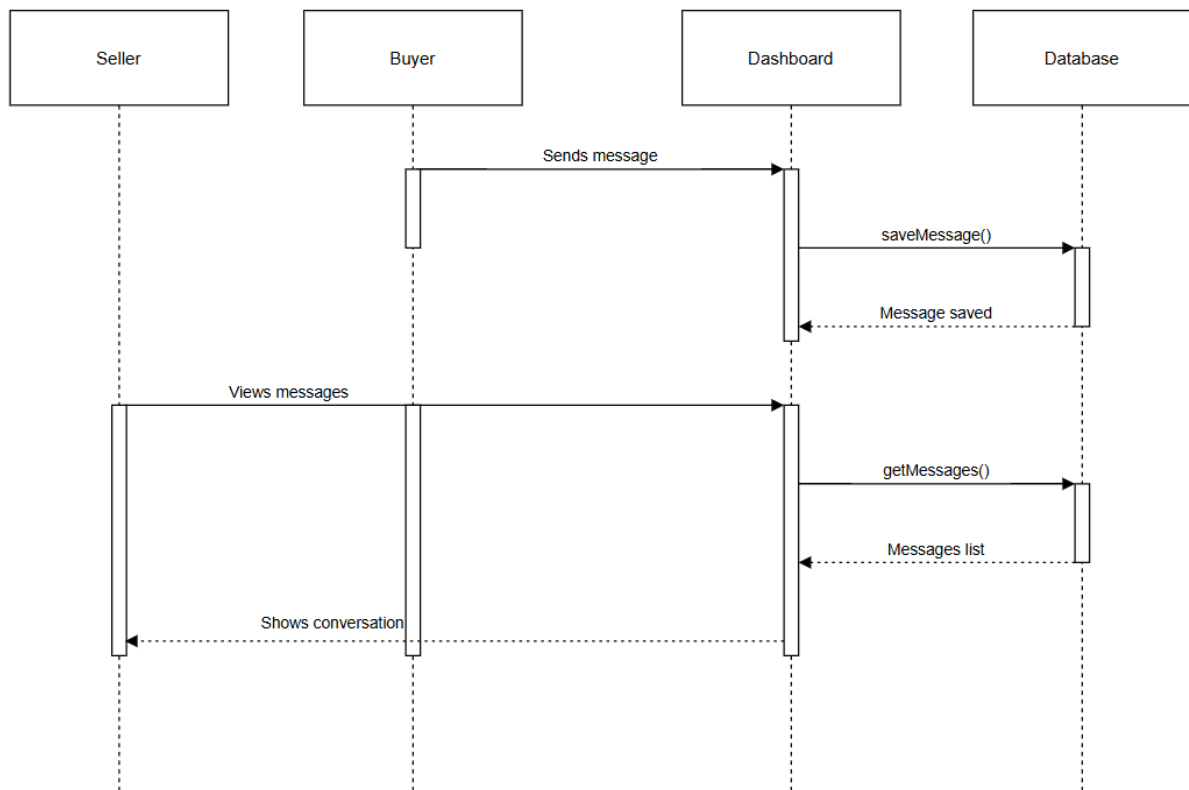 Seller
Buyer
Dashboard
Database
Sends message
saveMessage()
Message saved
Views messages
getMessages()
Messages list
Shows conversation